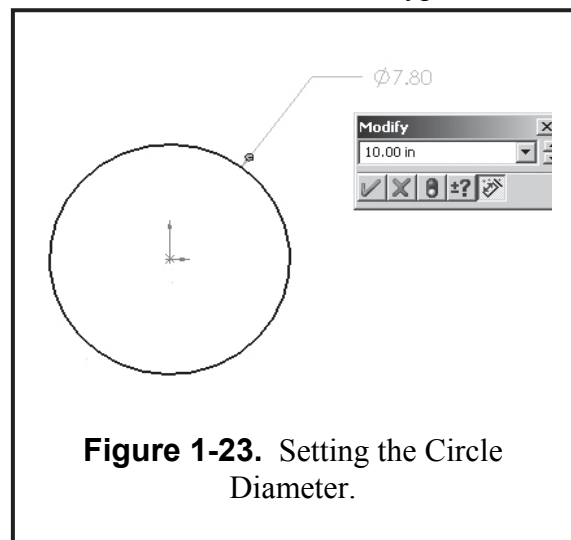 Ø7.80
Modify
10.00 in
±?
Figure 1-23. Setting the Circle
Diameter.